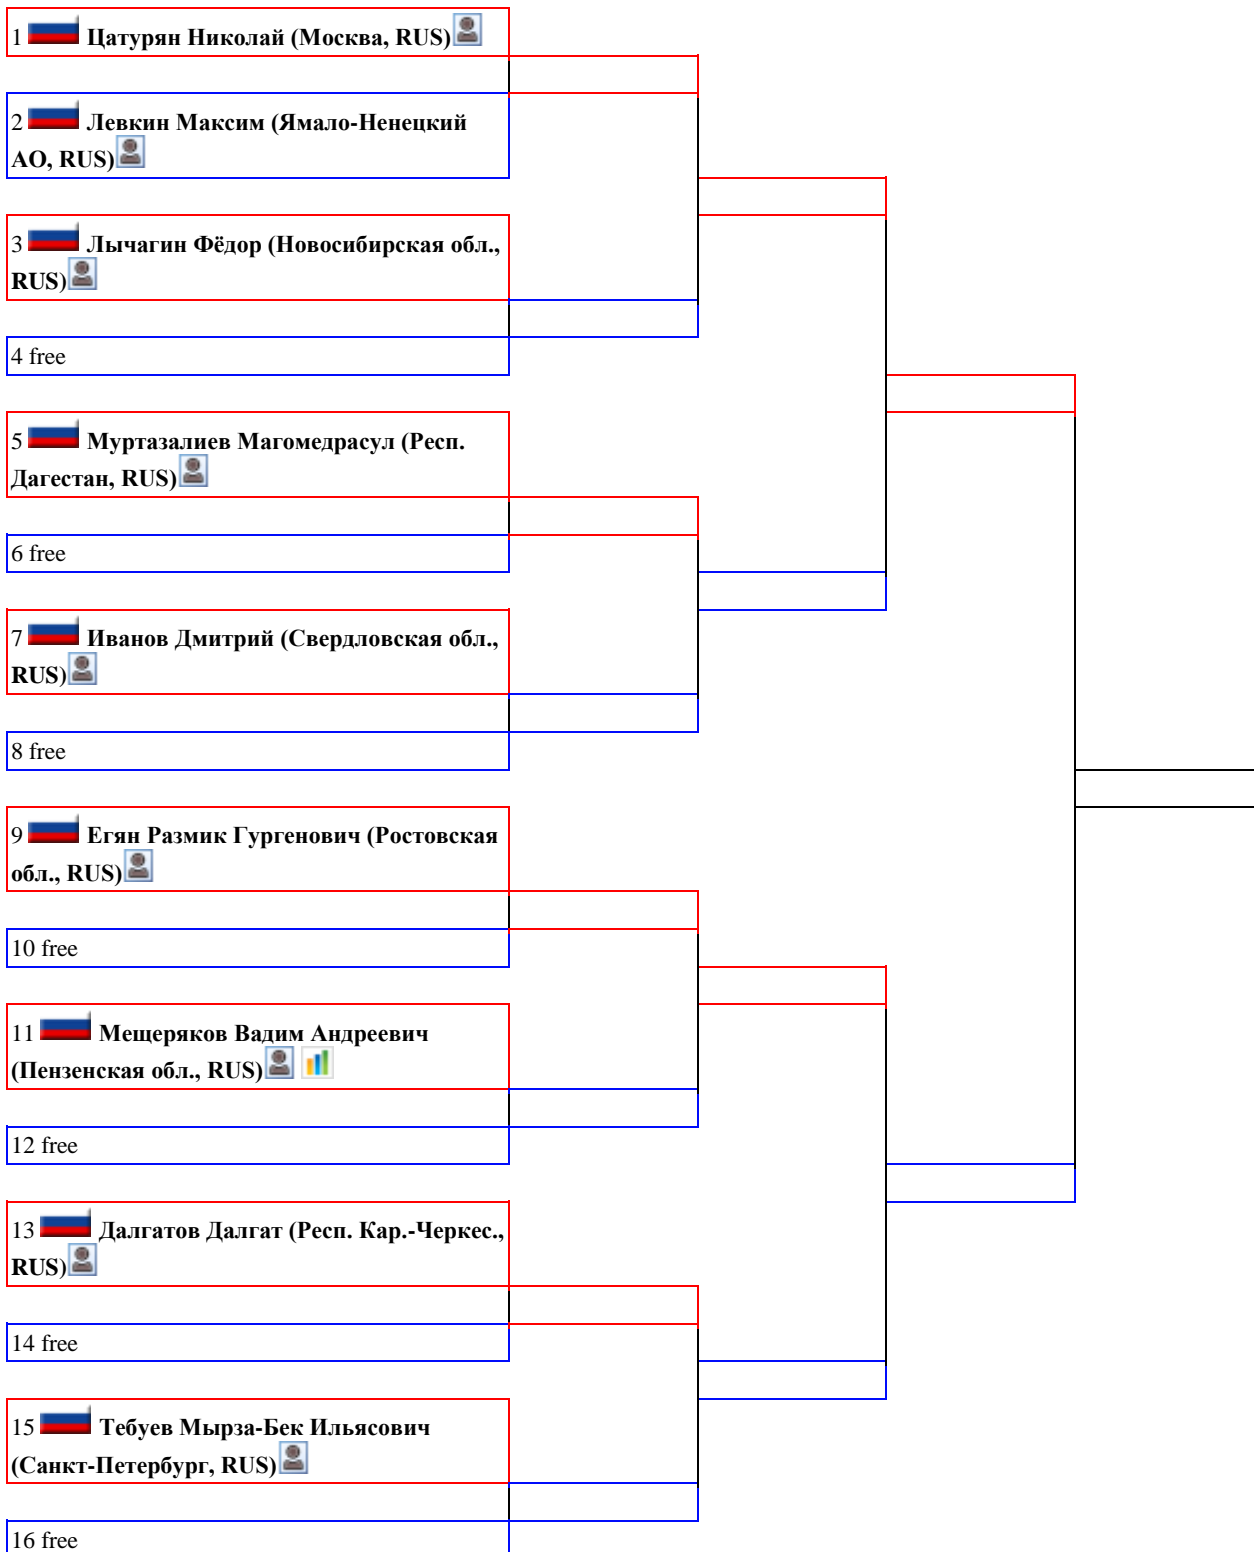 1 Цатурян Николай (Москва, RUS)
2 Левкин Максим (Ямало-Ненецкий
АО, RUS)
3 Лычагин Фёдор (Новосибирская обл.,
RUS)
4 free
5 Муртазалиев Магомедрасул (Респ.
Дагестан, RUS)
6 free
7 Иванов Дмитрий (Свердловская обл.,
RUS)
8 free
9 Егян Размик Гургенович (Ростовская
обл., RUS)
10 free
11 Мещеряков Вадим Андреевич
(Пензенская обл., RUS)
12 free
13 Далгатов Далгат (Респ. Кар.-Черкес.,
RUS)
14 free
15 Тебуев Мырза-Бек Ильясович
(Санкт-Петербург, RUS)
16 free